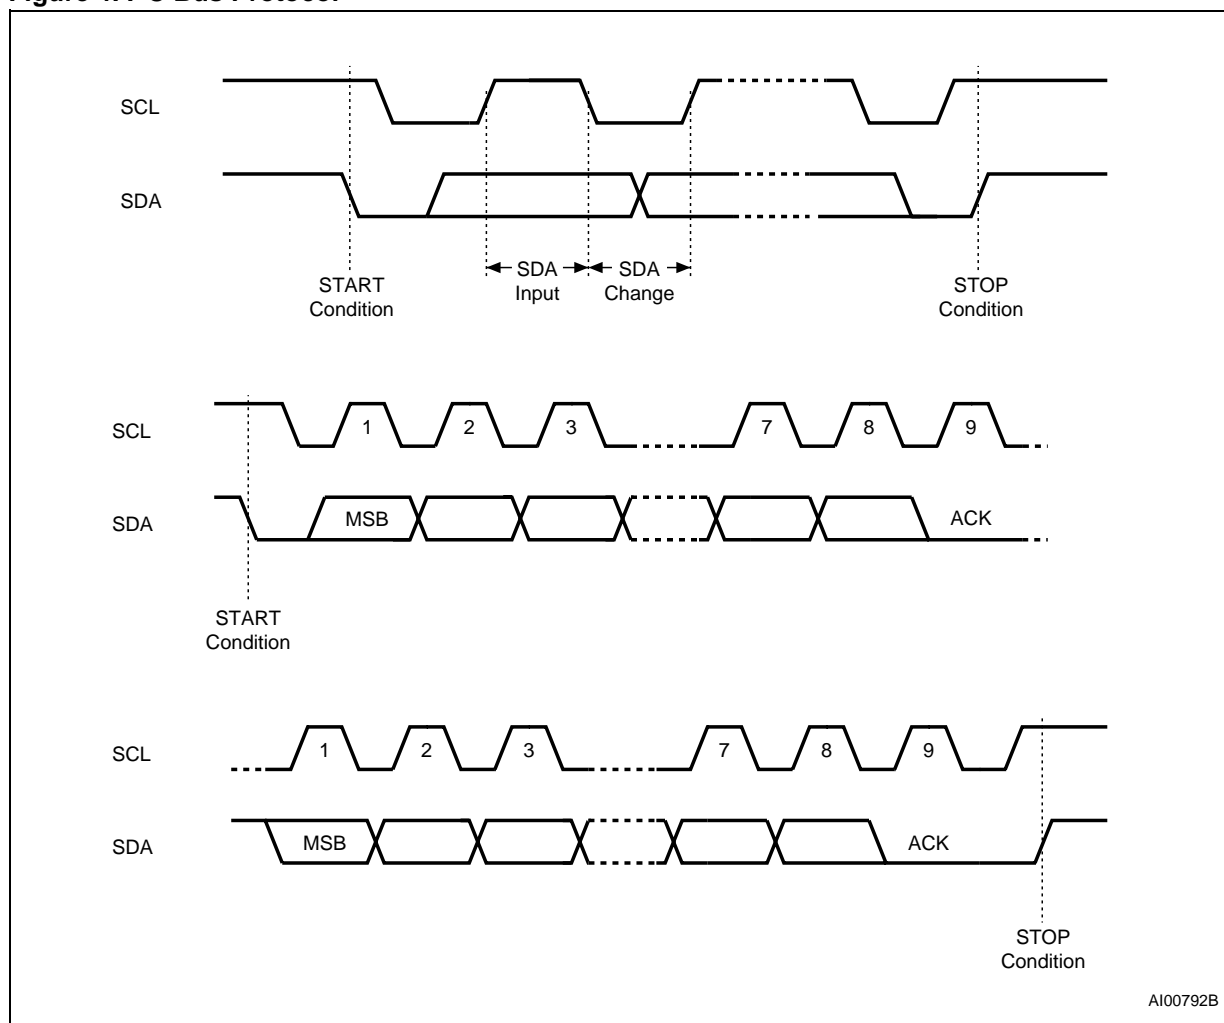 SCL
SDA
SDA
Input
SDA
Change
START
Condition
STOP
Condition
SCL
1 2 3 7 8 9
SDA
MSB ACK
START
Condition
SCL
1 2 3 7 8 9
SDA
MSB ACK
STOP
Condition
AI00792B